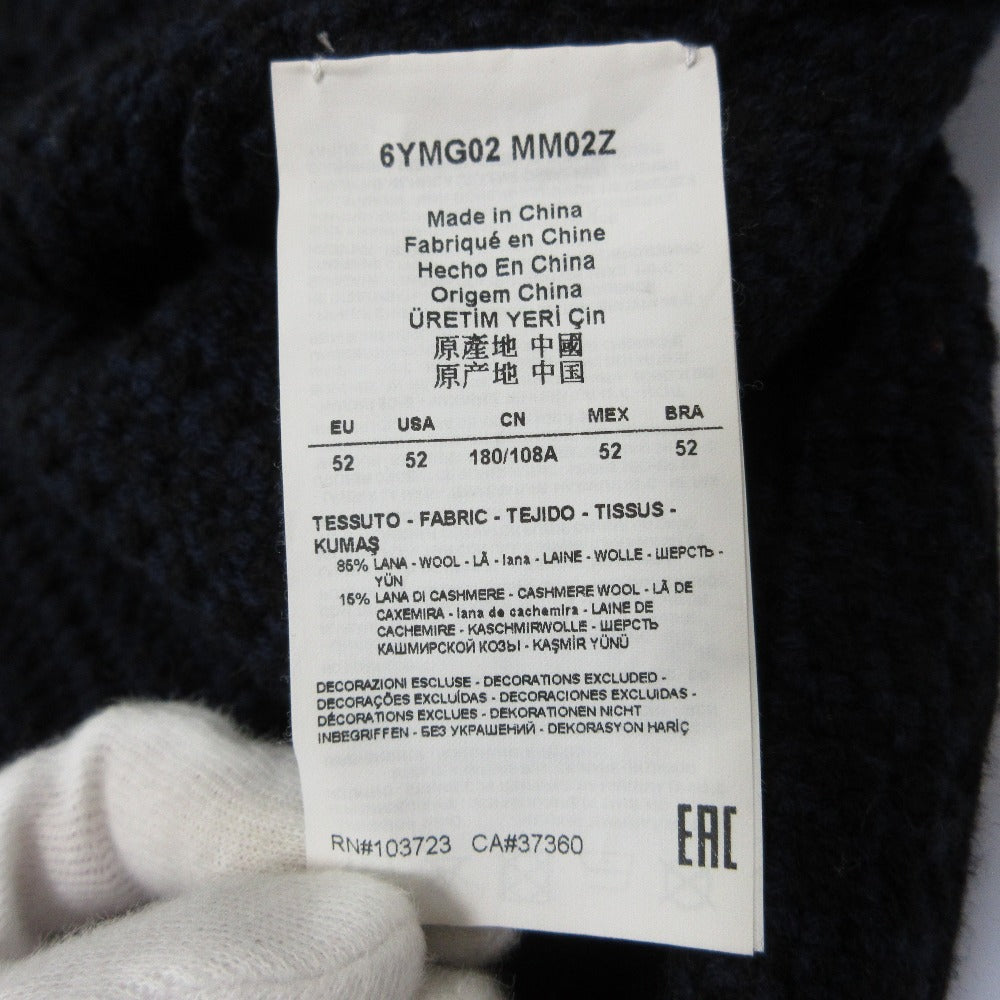 6YMG02 MM02Z
Made in China
Fabriqué en Chine
Hecho En China
Origem China
ÜRETİM YERİ Çin
原產地 中國
原产地 中国
EU USA CN MEX BRA
52 52 180/108A 52 52
TESSUTO - FABRIC - TEJIDO - TISSUS -
KUMAŞ
85% LANA - WOOL - LÃ - lana - LAINE - WOLLE - ШЕРСТЬ -
YÜN
15% LANA DI CASHMERE - CASHMERE WOOL - LÃ DE
CAXEMIRA - lana de cachemira - LAINE DE
CACHEMIRE - KASCHMIRWOLLE - ШЕРСТЬ
КАШМИРСКОЙ КОЗЫ - KAŞMİR YÜNÜ
DECORAZIONI ESCLUSE - DECORATIONS EXCLUDED -
DECORAÇÕES EXCLUÍDAS - DECORACIONES EXCLUIDAS -
DÉCORATIONS EXCLUES - DEKORATIONEN NICHT
INBEGRIFFEN - БЕЗ УКРАШЕНИЙ - DEKORASYON HARİÇ
RN#103723 CA#37360
EAC